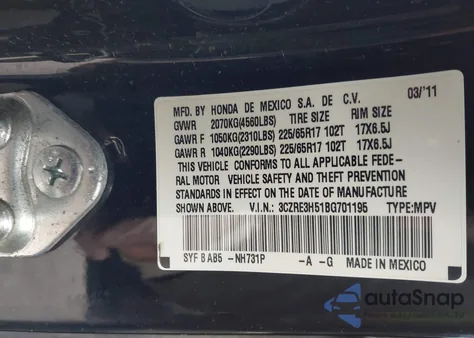 MFD. BY HONDA DE MEXICO S.A. DE C.V. 03/'11
GVWR 2070KG(4560LBS) TIRE SIZE RIM SIZE
GAWR F 1050KG(2310LBS) 225/65R17 102T 17X6.5J
GAWR R 1040KG(2290LBS) 225/65R17 102T 17X6.5J
THIS VEHICLE CONFORMS TO ALL APPLICABLE FEDE-
RAL MOTOR VEHICLE SAFETY AND THEFT PREVENTION
STANDARDS IN EFFECT ON THE DATE OF MANUFACTURE
SHOWN ABOVE. V.I.N.: 3CZRE3H51BG701195 TYPE:MPV
SYF B AB5 -NH731P -A -G MADE IN MEXICO
autoSnap